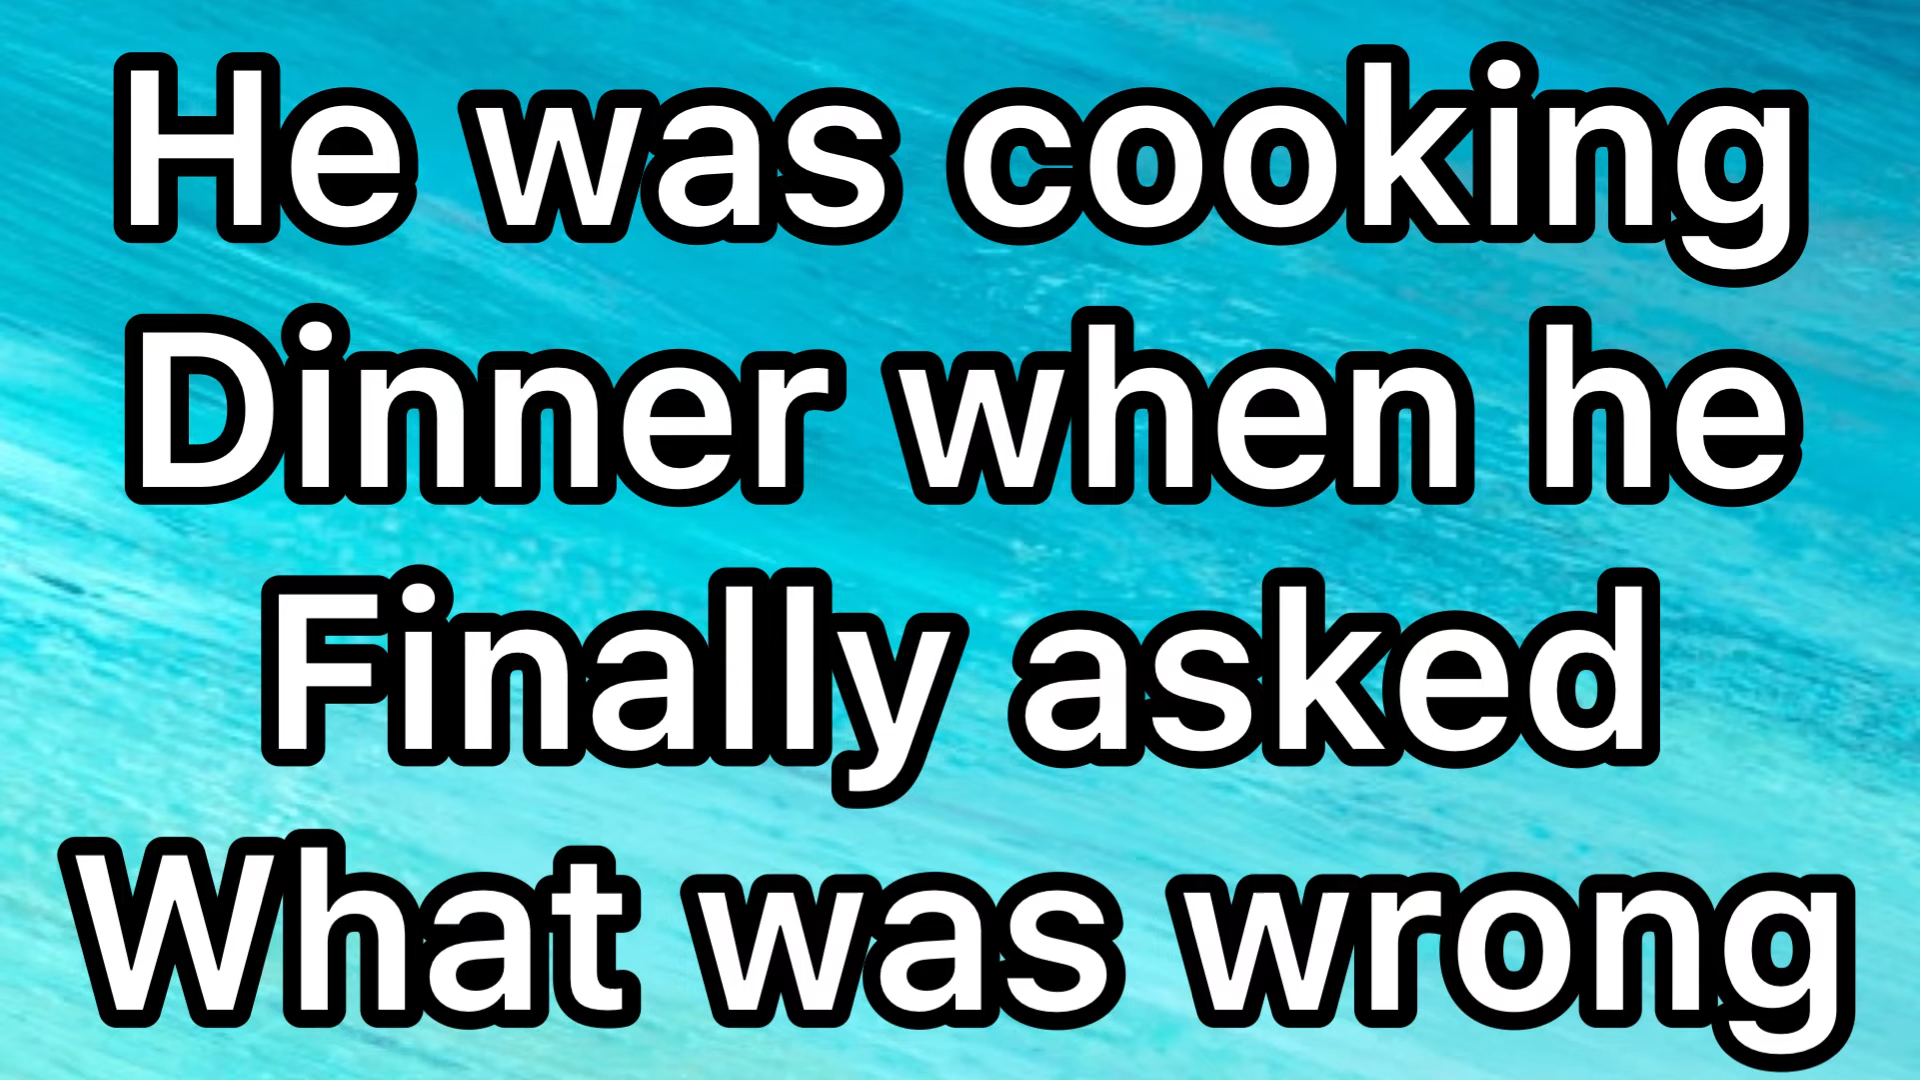 He was cooking
Dinner when he
Finally asked
What was wrong